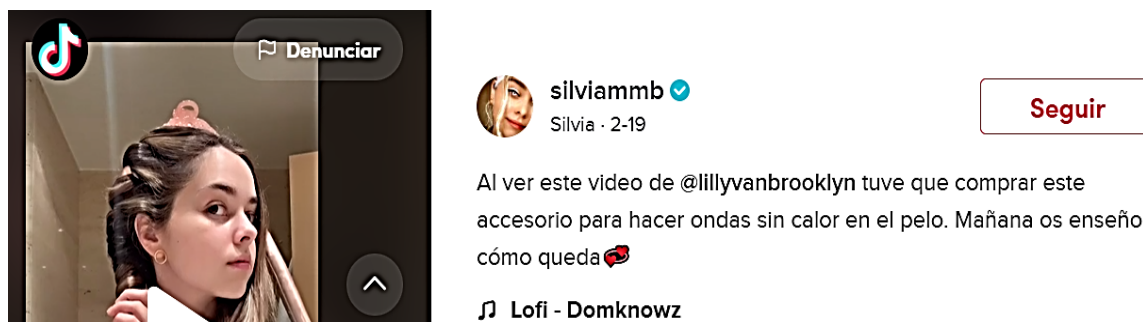 Denunciar
silviammb
Silvia · 2-19
Seguir
Al ver este video de @lillyvanbrooklyn tuve que comprar este
accesorio para hacer ondas sin calor en el pelo. Mañana os enseño
cómo queda💞
Lofi - Domknowz